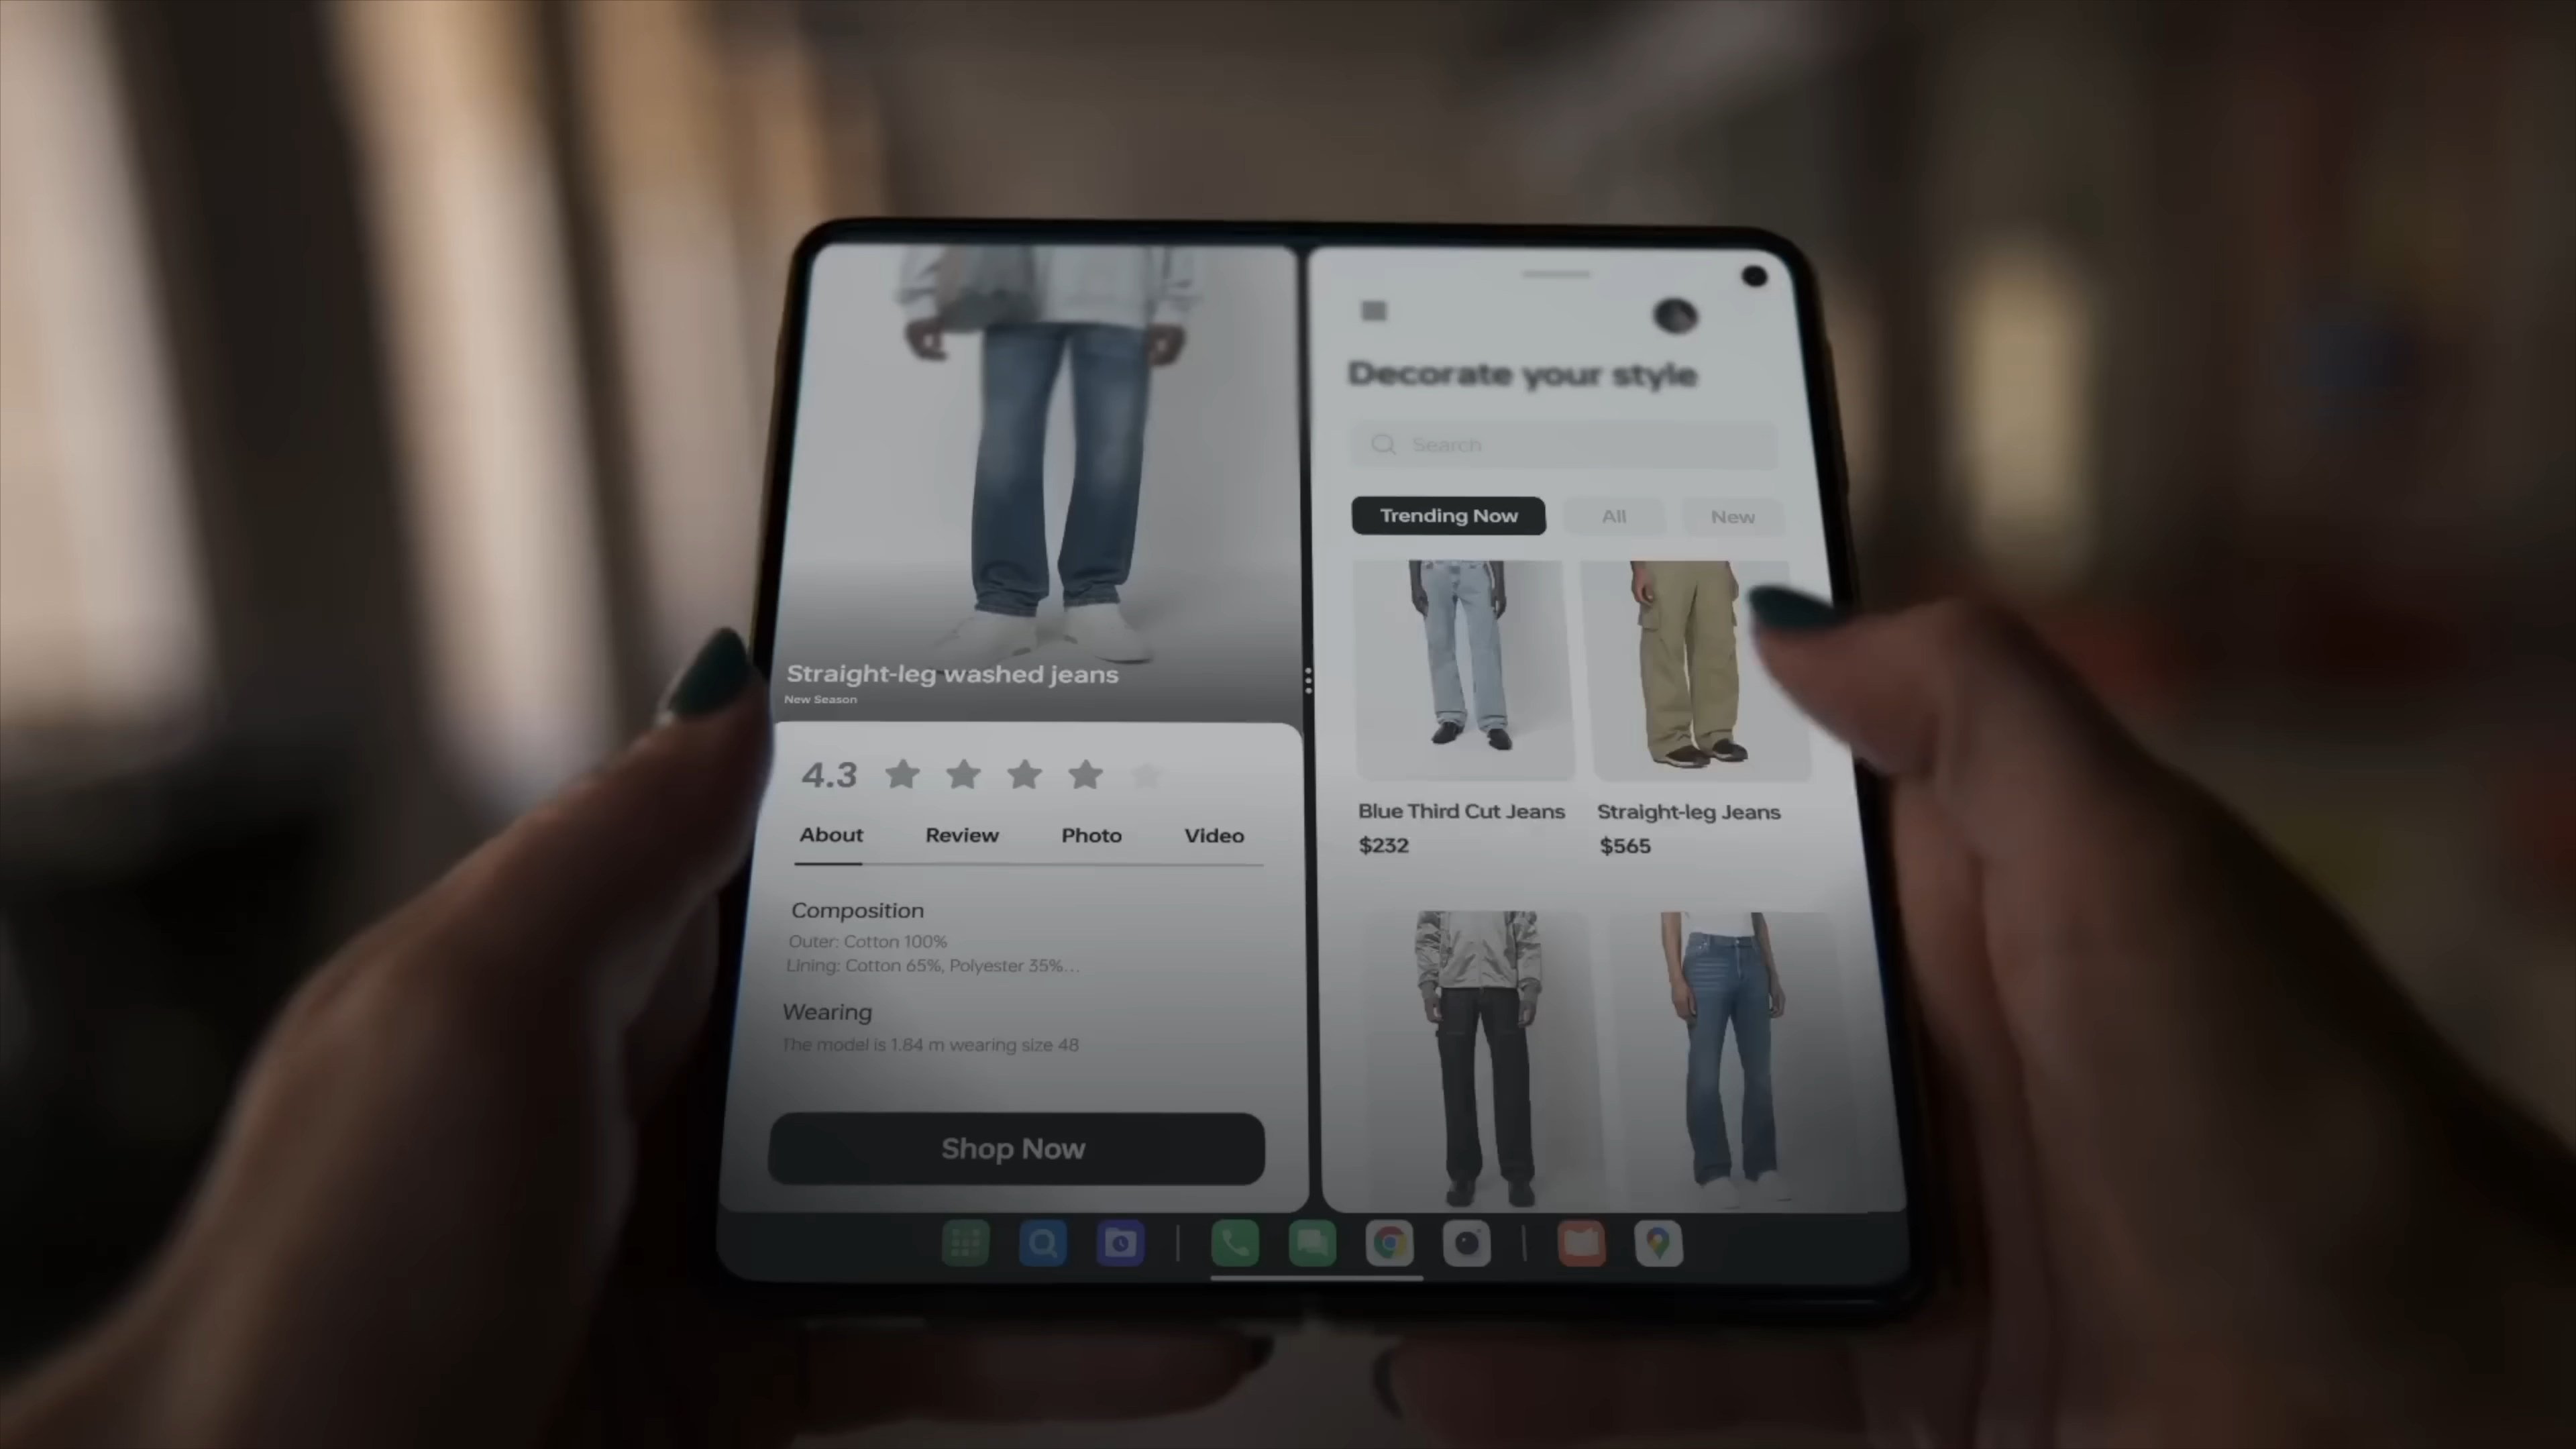 Straight-leg washed jeans
New Season
4.3
About Review Photo Video
Composition
Outer: Cotton 100%
Lining: Cotton 65%, Polyester 35%...
Wearing
The model is 1.84 m wearing size 48
Shop Now
Decorate your style
Search
Trending Now All New
Blue Third Cut Jeans
$232
Straight-leg Jeans
$565